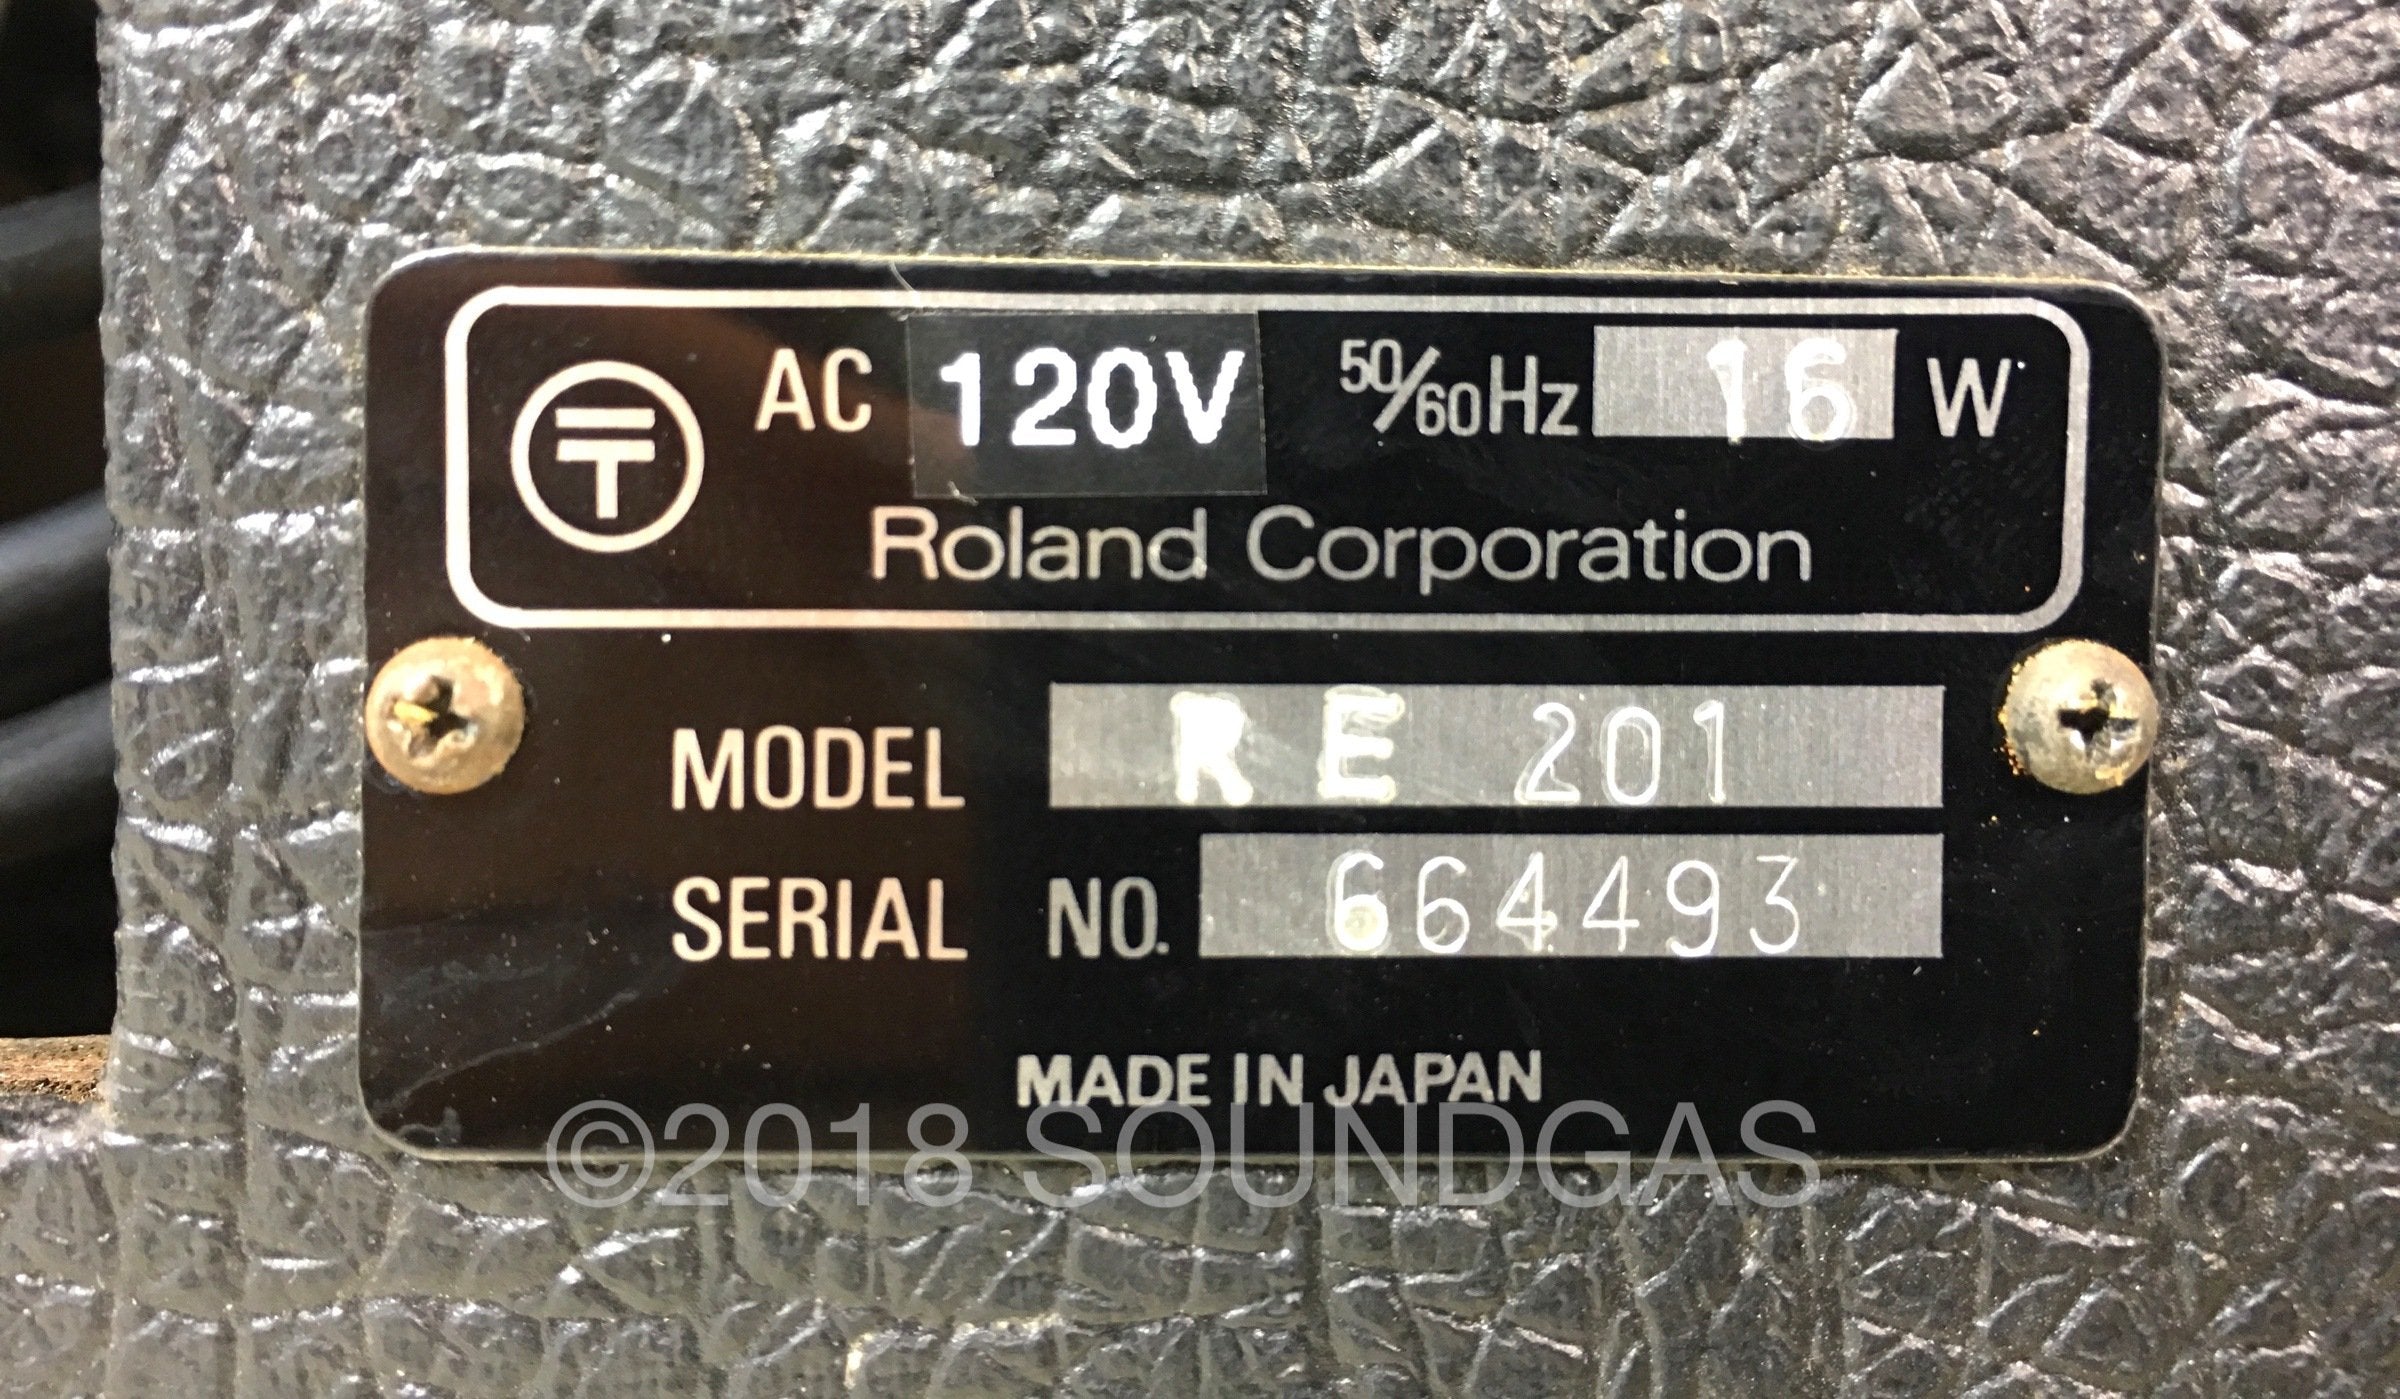 AC 120V 50/60Hz 16 W
Roland Corporation
MODEL RE 201
SERIAL NO. 664493
MADE IN JAPAN
©2018 SOUNDGAS